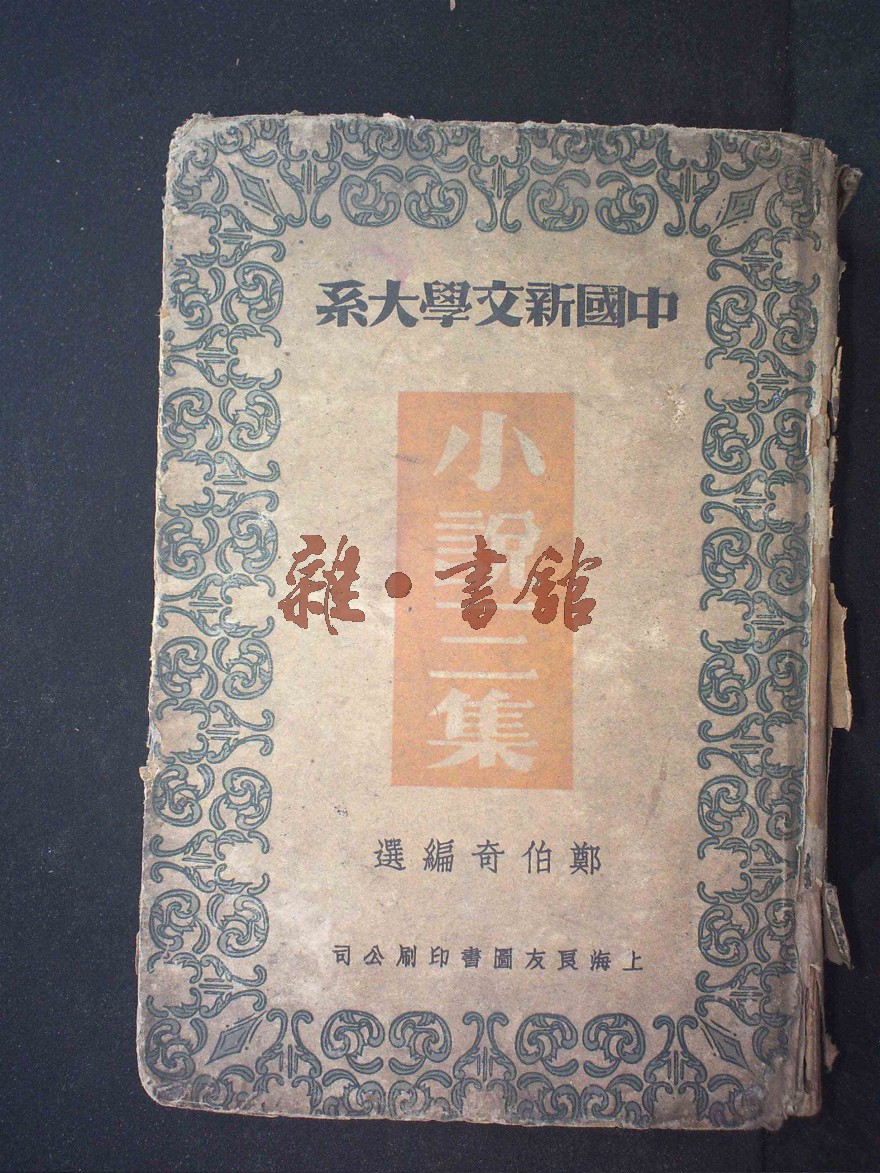 中國新文學大系
小說三集
雜·書館
鄭伯奇編選
上海良友圖書印刷公司